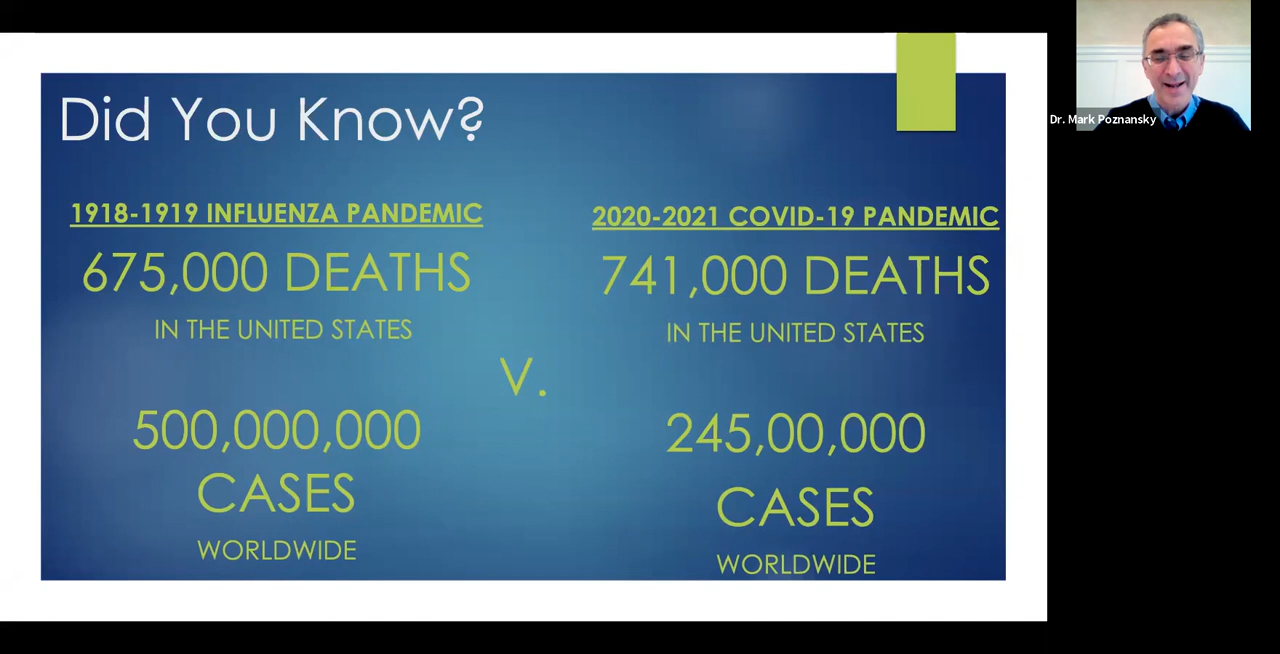 Did You Know?
1918-1919 INFLUENZA PANDEMIC
675,000 DEATHS
IN THE UNITED STATES
500,000,000
CASES
WORLDWIDE
V.
2020-2021 COVID-19 PANDEMIC
741,000 DEATHS
IN THE UNITED STATES
245,00,000
CASES
WORLDWIDE
Dr. Mark Poznansky